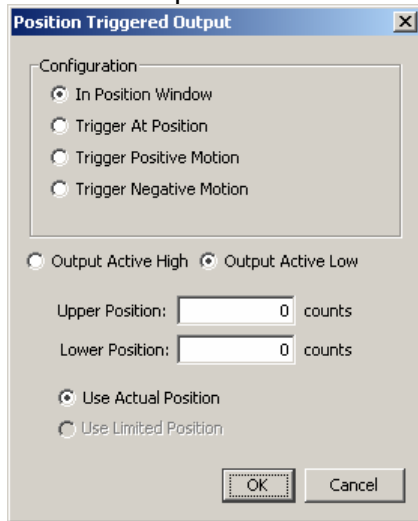 Position Triggered Output
Configuration
In Position Window
Trigger At Position
Trigger Positive Motion
Trigger Negative Motion
Output Active High Output Active Low
Upper Position: 0 counts
Lower Position: 0 counts
Use Actual Position
Use Limited Position
OK Cancel